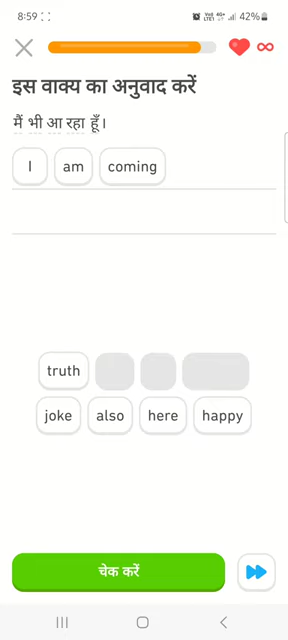 8:59
42%
इस वाक्य का अनुवाद करें
मैं भी आ रहा हूँ।
I am coming
truth
joke also here happy
चेक करें